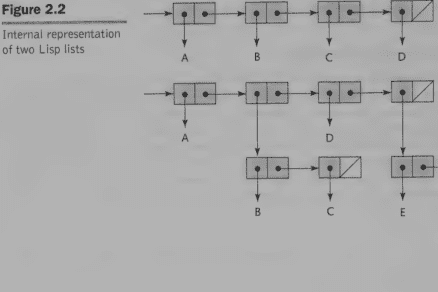 Figure 2.2
Internal representation
of two Lisp lists
A B C D
A D
B C E